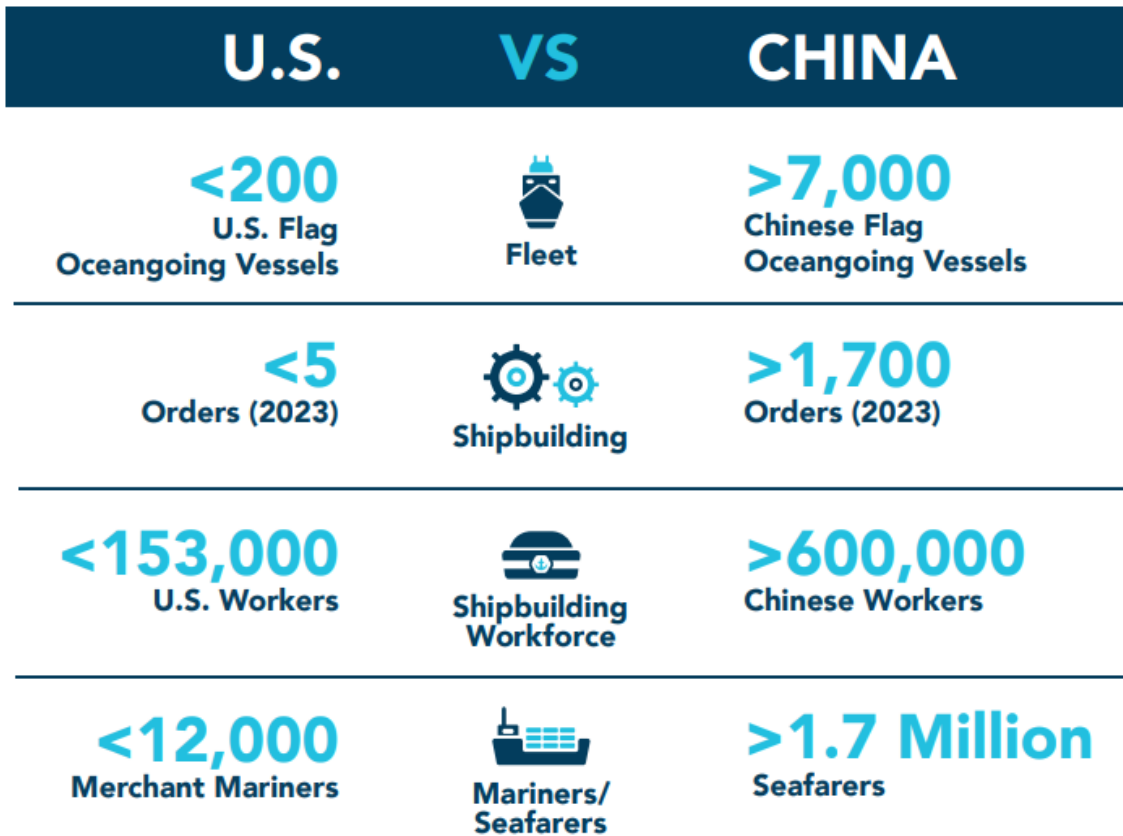 U.S. VS CHINA
<200
U.S. Flag
Oceangoing Vessels
Fleet
>7,000
Chinese Flag
Oceangoing Vessels
<5
Orders (2023)
Shipbuilding
>1,700
Orders (2023)
<153,000
U.S. Workers
Shipbuilding
Workforce
>600,000
Chinese Workers
<12,000
Merchant Mariners
Mariners/
Seafarers
>1.7 Million
Seafarers